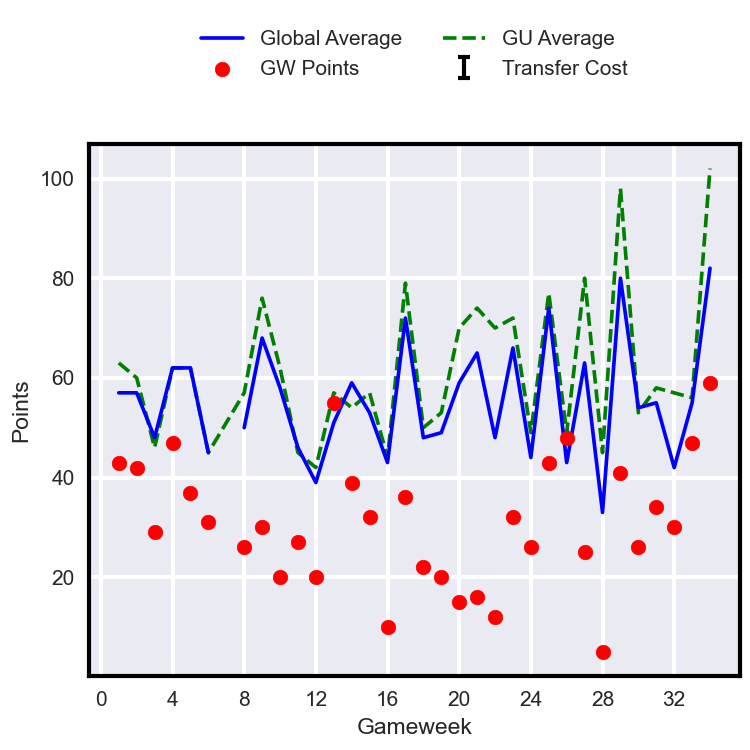 Global Average
GU Average
GW Points
Transfer Cost
100
80
60
40
20
Points
0 4 8 12 16 20 24 28 32
Gameweek